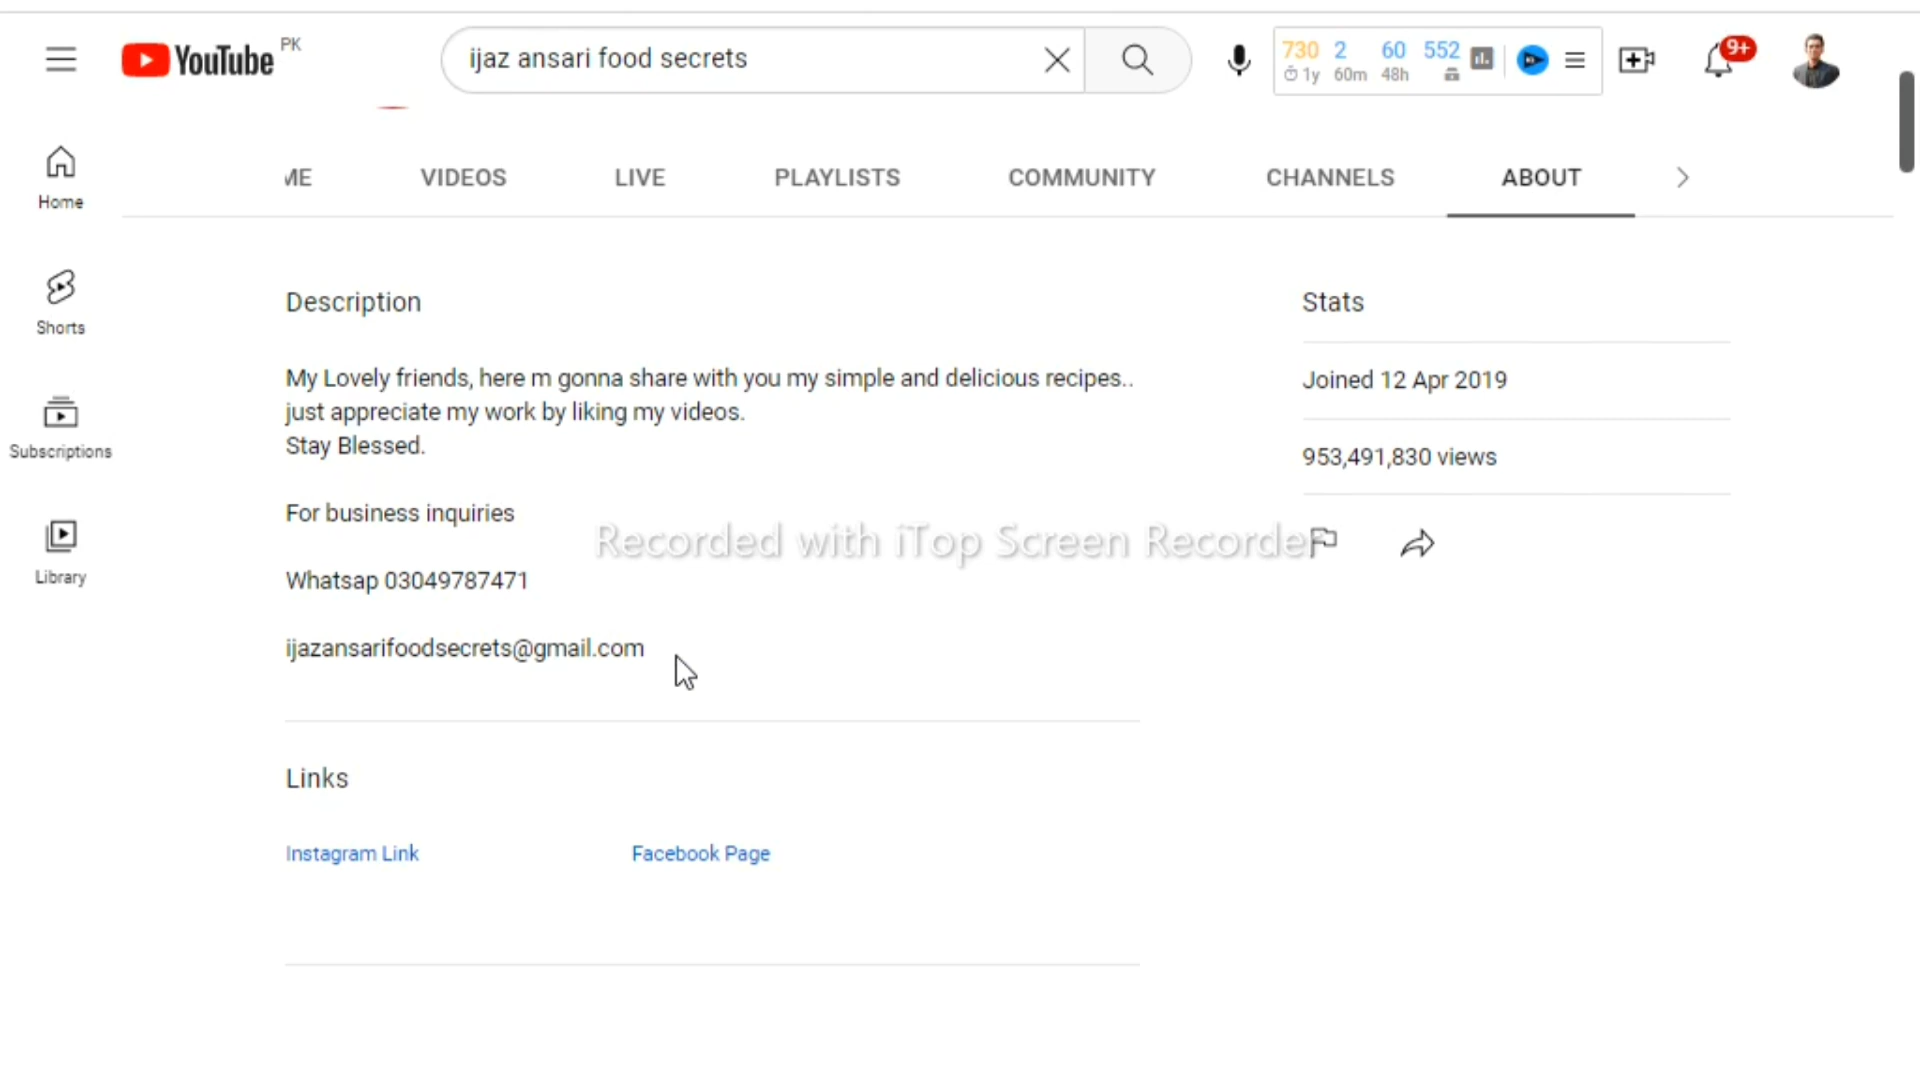 YouTube PK
ijaz ansari food secrets
730 2 60 552
1y 60m 48h
9+
ME VIDEOS LIVE PLAYLISTS COMMUNITY CHANNELS ABOUT
Home
Shorts
Subscriptions
Library
Description
My Lovely friends, here m gonna share with you my simple and delicious recipes..
just appreciate my work by liking my videos.
Stay Blessed.
For business inquiries
Whatsap 03049787471
ijazansarifoodsecrets@gmail.com
Links
Instagram Link Facebook Page
Stats
Joined 12 Apr 2019
953,491,830 views
Recorded with iTop Screen Recorder